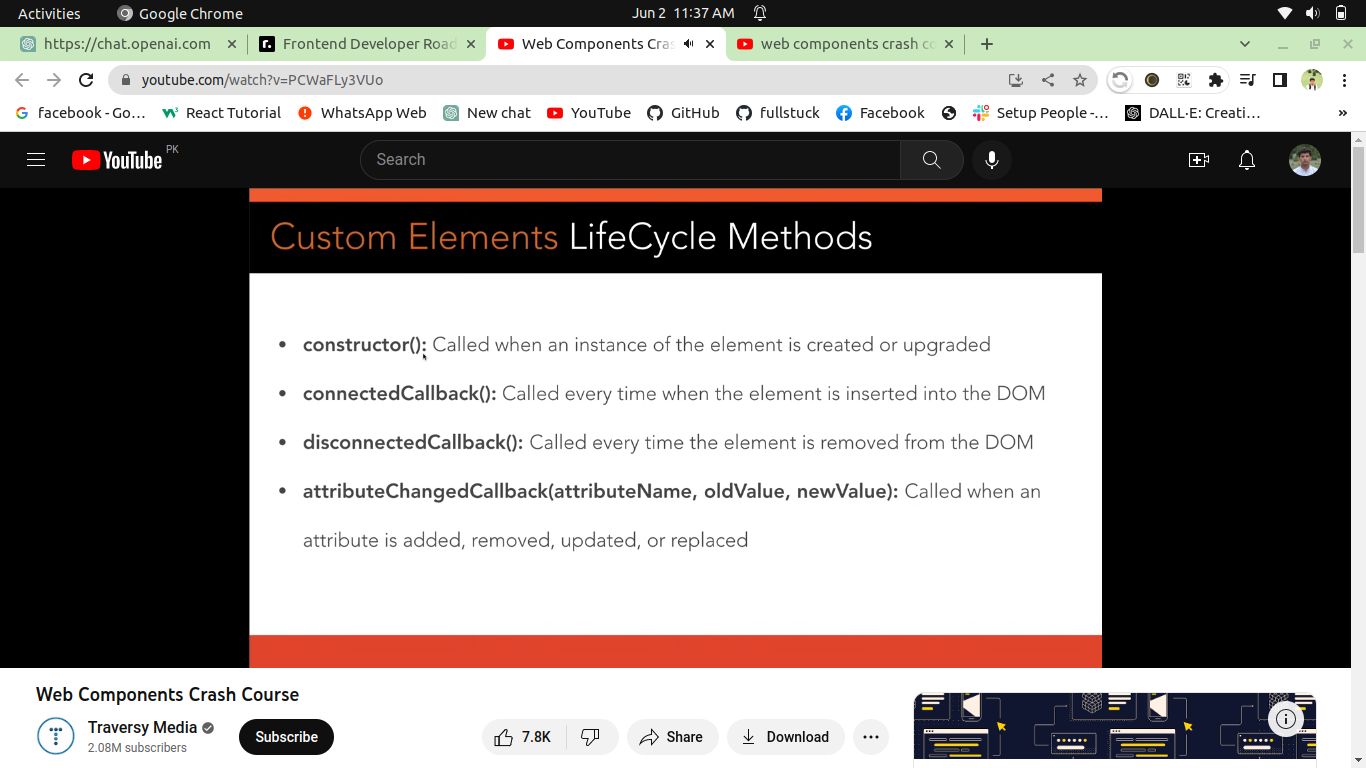 Activities
Google Chrome
Jun 2 11:37 AM
https://chat.openai.com
Frontend Developer Road
Web Components Cras
web components crash co
youtube.com/watch?v=PCWaFLy3VUo
facebook - Go...
React Tutorial
WhatsApp Web
New chat
YouTube
GitHub
fullstuck
Facebook
Setup People -...
DALL·E: Creati...
»
YouTube PK
Search
Custom Elements LifeCycle Methods
• constructor(): Called when an instance of the element is created or upgraded
• connectedCallback(): Called every time when the element is inserted into the DOM
• disconnectedCallback(): Called every time the element is removed from the DOM
• attributeChangedCallback(attributeName, oldValue, newValue): Called when an
attribute is added, removed, updated, or replaced
Web Components Crash Course
Traversy Media
2.08M subscribers
Subscribe
7.8K
Share
Download